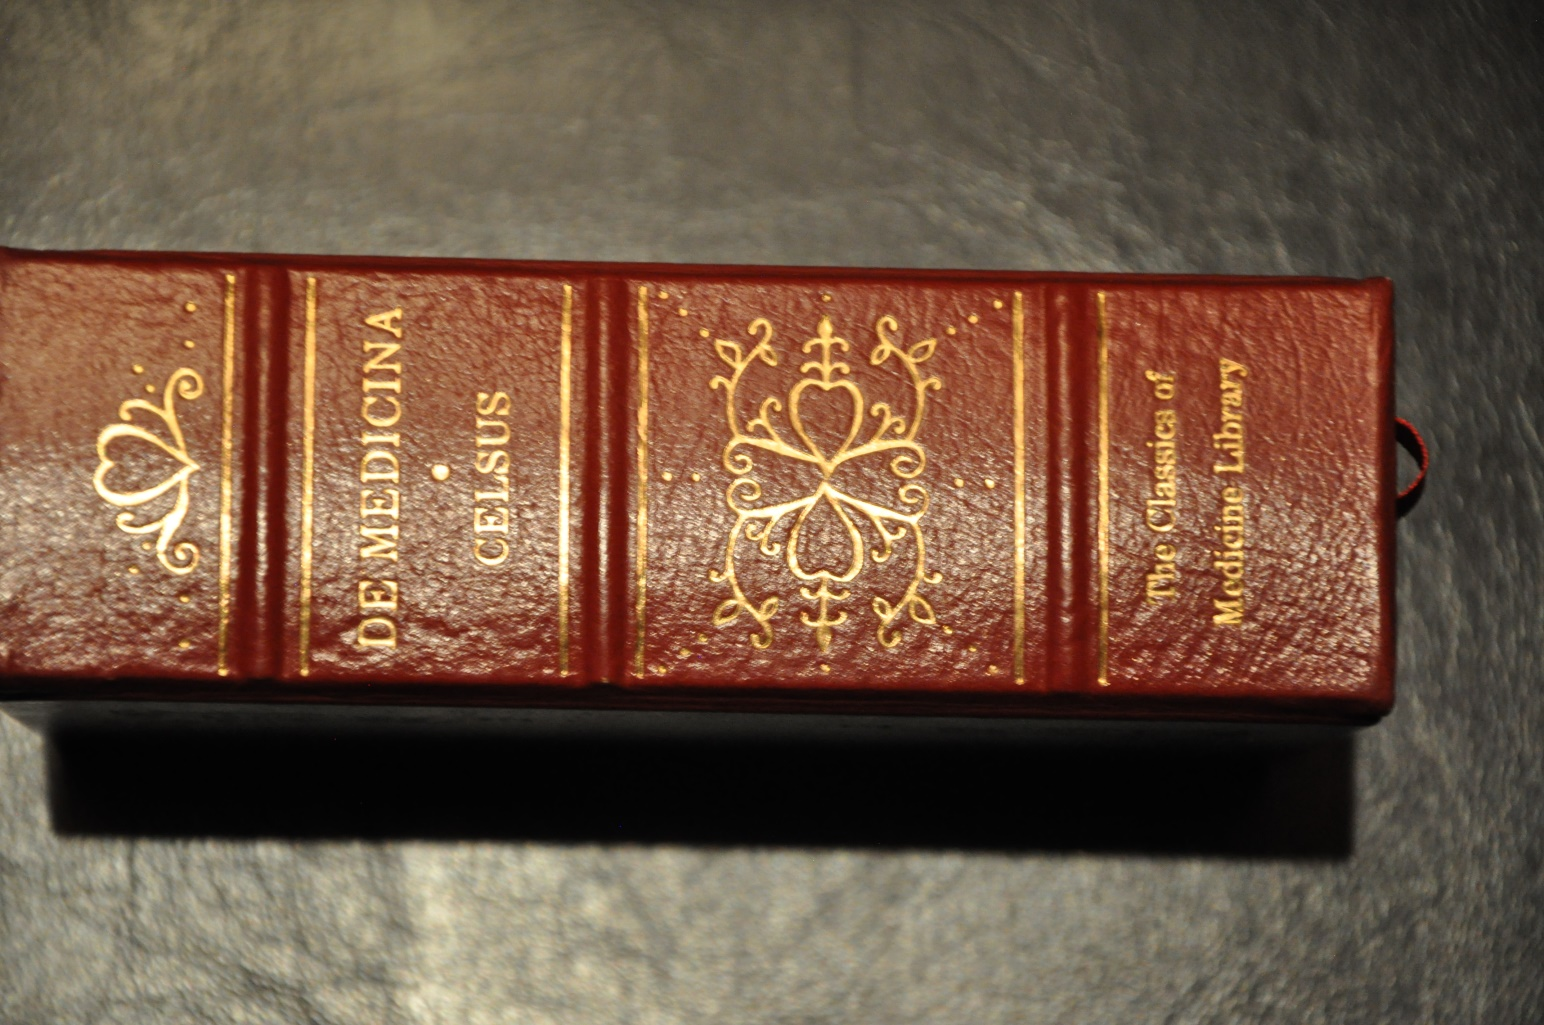 DE MEDICINA
CELSUS
The Classics of
Medicine Library